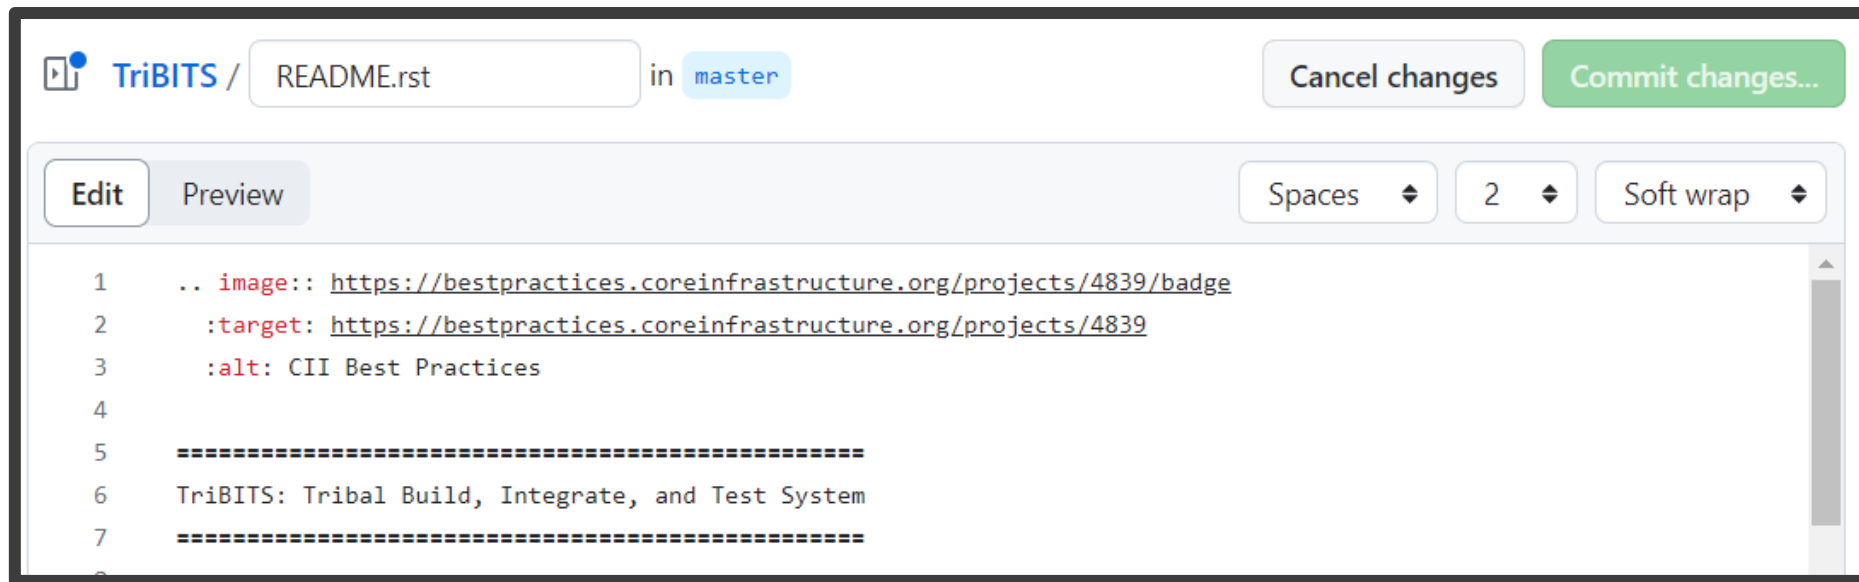 TriBITS / README.rst in master Cancel changes Commit changes...
Edit Preview Spaces 2 Soft wrap
1 .. image:: https://bestpractices.coreinfrastructure.org/projects/4839/badge
2 :target: https://bestpractices.coreinfrastructure.org/projects/4839
3 :alt: CII Best Practices
4
5 =================================================
6 TriBITS: Tribal Build, Integrate, and Test System
7 =================================================